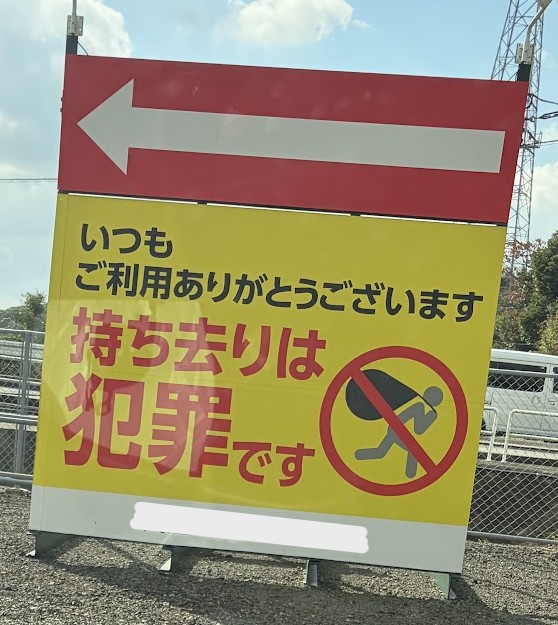 いつも
ご利用ありがとうございます
持ち去りは
犯罪です